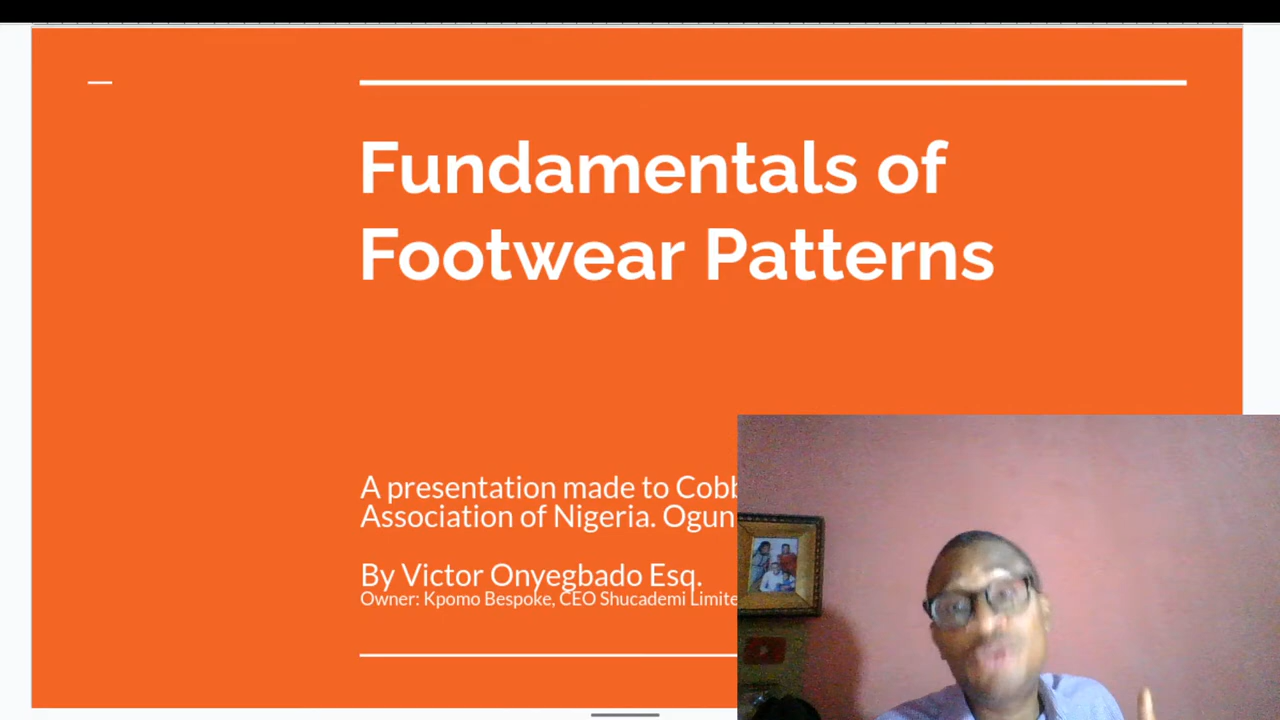 Fundamentals of
Footwear Patterns
A presentation made to
Association of Nigeria. Ogun
By Victor Onyegbado Esq.
Owner: Kpomo Bespoke, CEO Shucademi